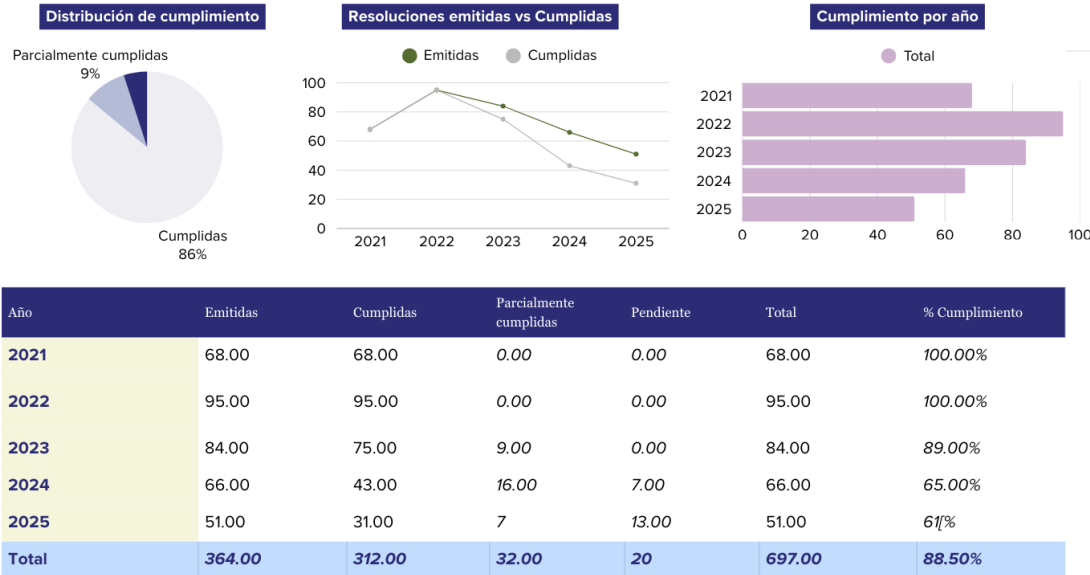 Distribución de cumplimiento
Parcialmente cumplidas
9%
Cumplidas
86%
Resoluciones emitidas vs Cumplidas
Emitidas Cumplidas
100
80
60
40
20
0
2021 2022 2023 2024 2025
Cumplimiento por año
Total
2021
2022
2023
2024
2025
0 20 40 60 80 100
Año Emitidas Cumplidas Parcialmente cumplidas Pendiente Total % Cumplimiento
2021 68.00 68.00 0.00 0.00 68.00 100.00%
2022 95.00 95.00 0.00 0.00 95.00 100.00%
2023 84.00 75.00 9.00 0.00 84.00 89.00%
2024 66.00 43.00 16.00 7.00 66.00 65.00%
2025 51.00 31.00 7 13.00 51.00 61[%
Total 364.00 312.00 32.00 20 697.00 88.50%